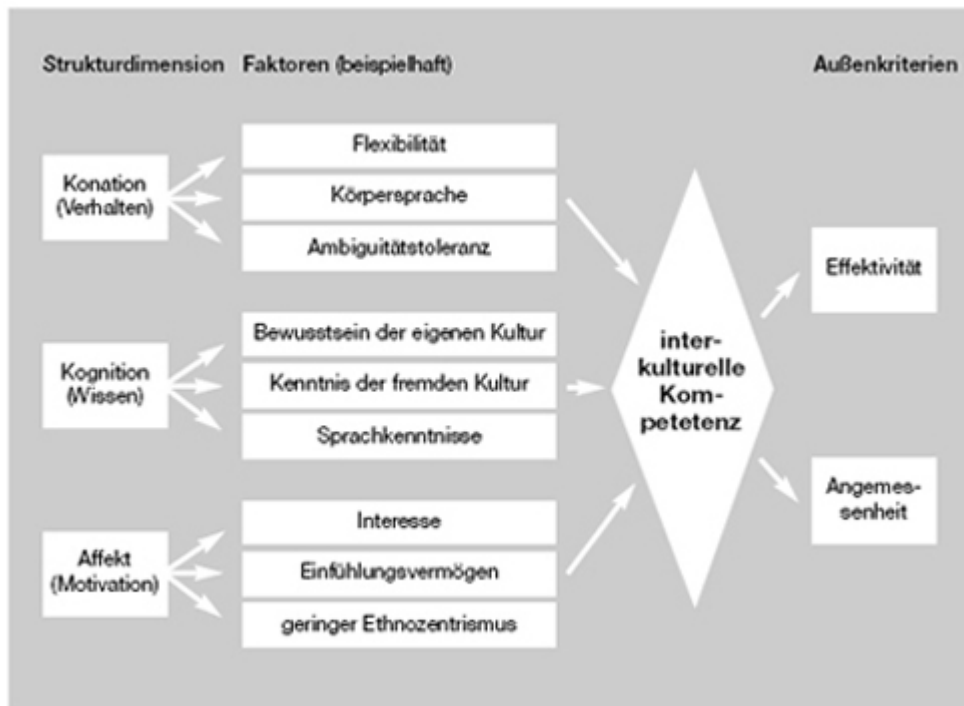 Strukturdimension
Faktoren (beispielhaft)
Außenkriterien
Konation
(Verhalten)
Flexibilität
Körpersprache
Ambiguitätstoleranz
Kognition
(Wissen)
Bewusstsein der eigenen Kultur
Kenntnis der fremden Kultur
Sprachkenntnisse
Affekt
(Motivation)
Interesse
Einfühlungsvermögen
geringer Ethnozentrismus
inter-
kulturelle
Kom-
petetenz
Effektivität
Angemes-
senheit